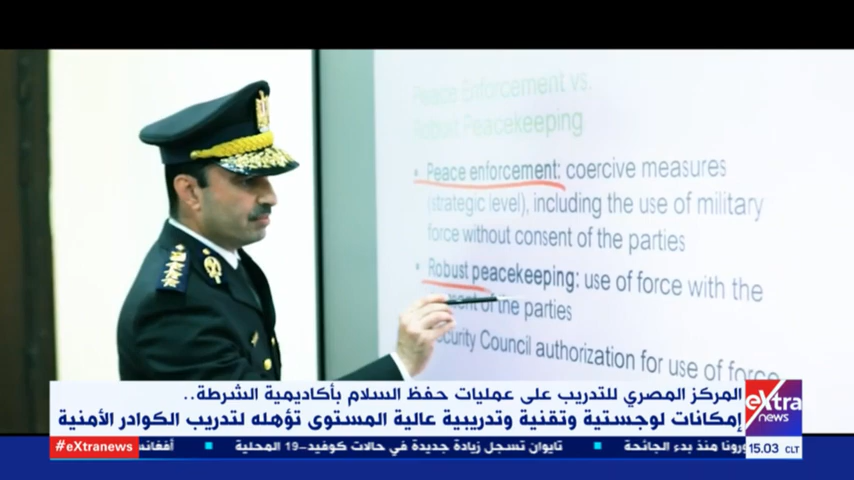 Peace Enforcement vs.
Robust Peacekeeping
• Peace enforcement: coercive measures
(strategic level), including the use of military
force without consent of the parties
• Robust peacekeeping: use of force with the
of the parties
Council authorization for use of force
المركز المصري للتدريب على عمليات حفظ السلام بأكاديمية الشرطة..
إمكانات لوجستية وتقنية وتدريبية عالية المستوى تؤهله لتدريب الكوادر الأمنية
eXtra
news
#eXtranews
منذ بدء الجائحة
تايوان تسجل زيادة جديدة في حالات كوفيد-19 المحلية
15.03 CLT